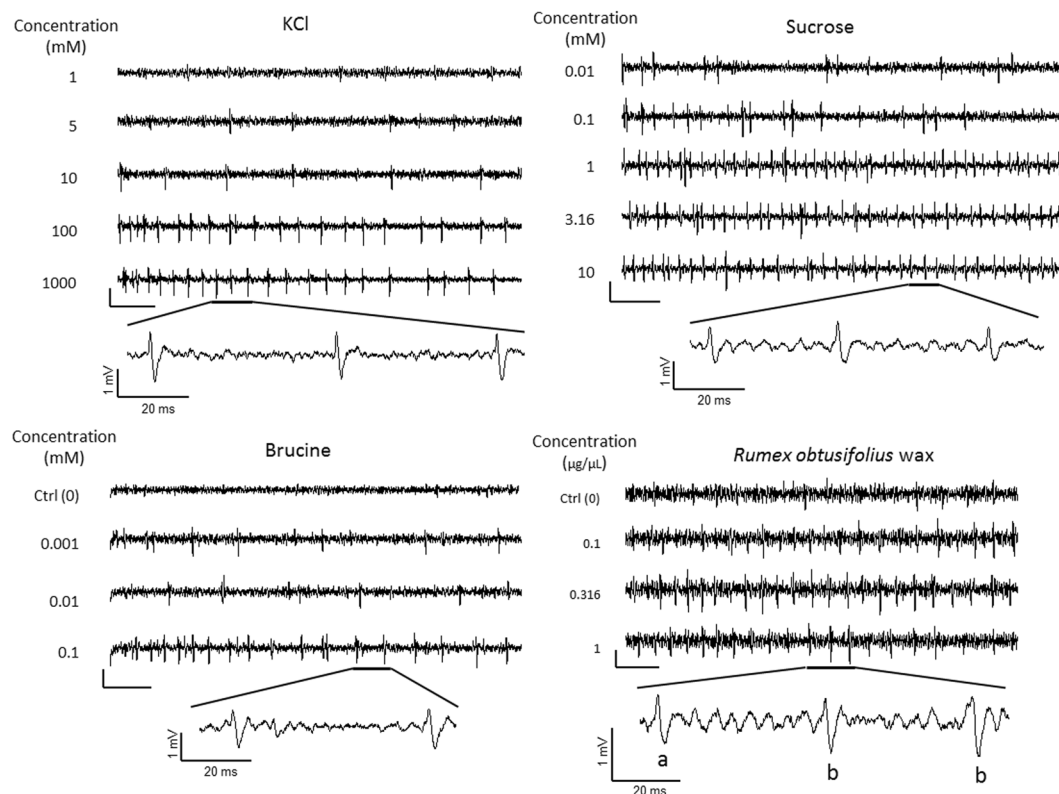 KCl
Concentration
(mM)
1
5
10
100
1000
1 mV
20 ms
Sucrose
Concentration
(mM)
0.01
0.1
1
3.16
10
1 mV
20 ms
Brucine
Concentration
(mM)
Ctrl (0)
0.001
0.01
0.1
1 mV
20 ms
Rumex obtusifolius wax
Concentration
(µg/µL)
Ctrl (0)
0.1
0.316
1
1 mV
20 ms
a
b
b